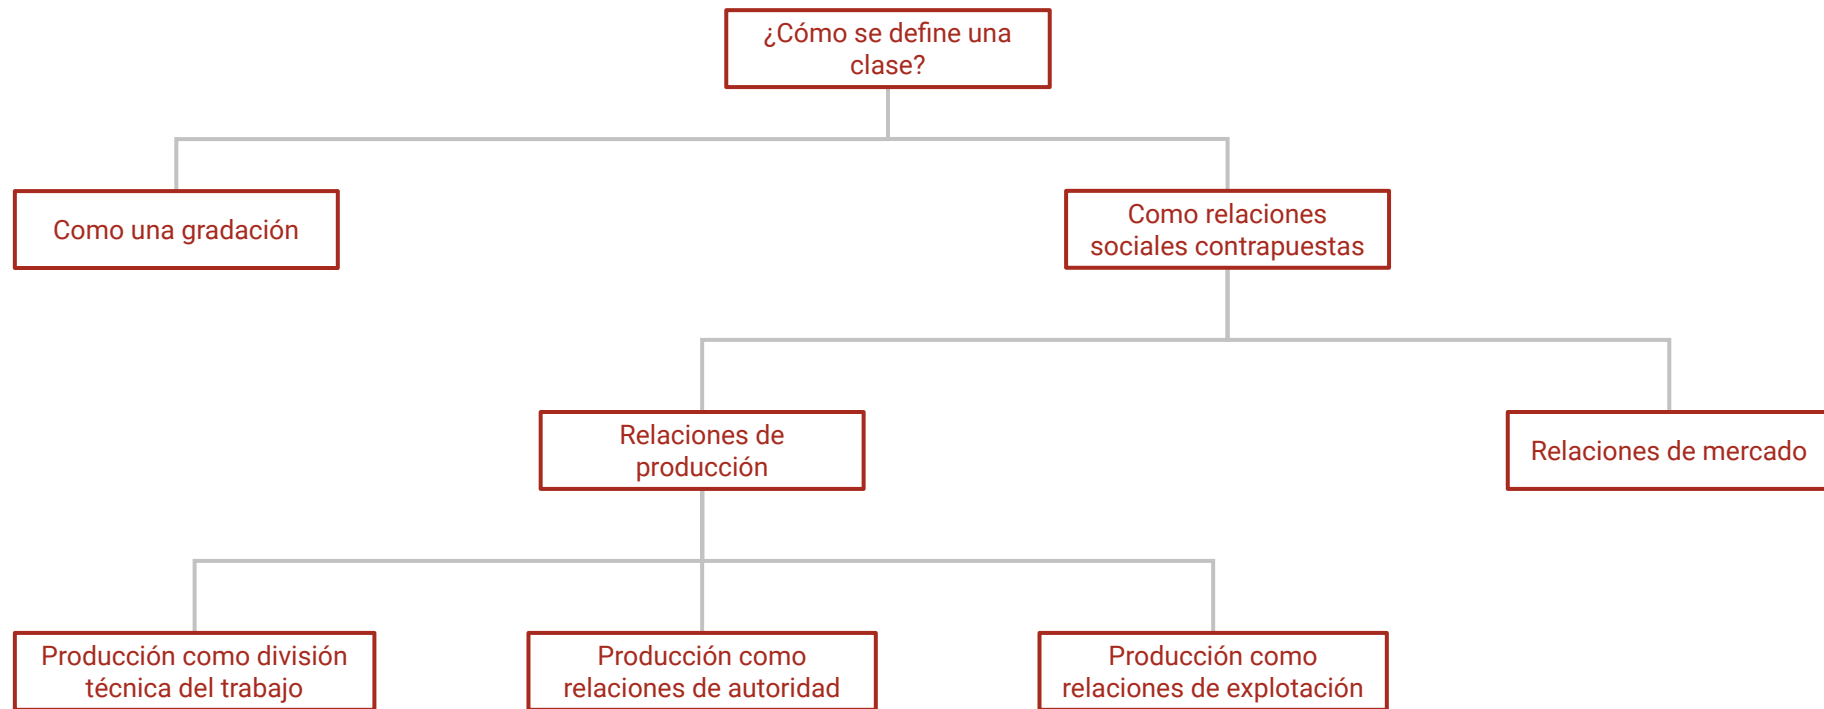 ¿Cómo se define una
clase?
Como una gradación
Como relaciones
sociales contrapuestas
Relaciones de
producción
Relaciones de mercado
Producción como división
técnica del trabajo
Producción como
relaciones de autoridad
Producción como
relaciones de explotación